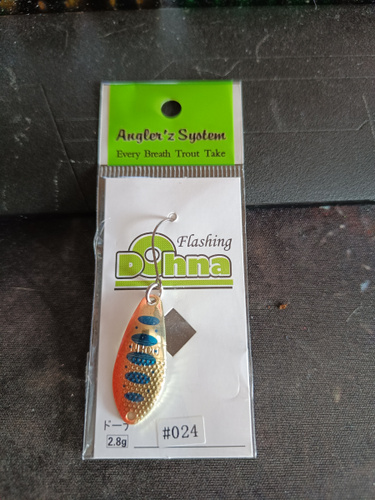 Angler'z System
Every Breath Trout Take
Flashing
Dohna
ドーナ
2.8g
#024